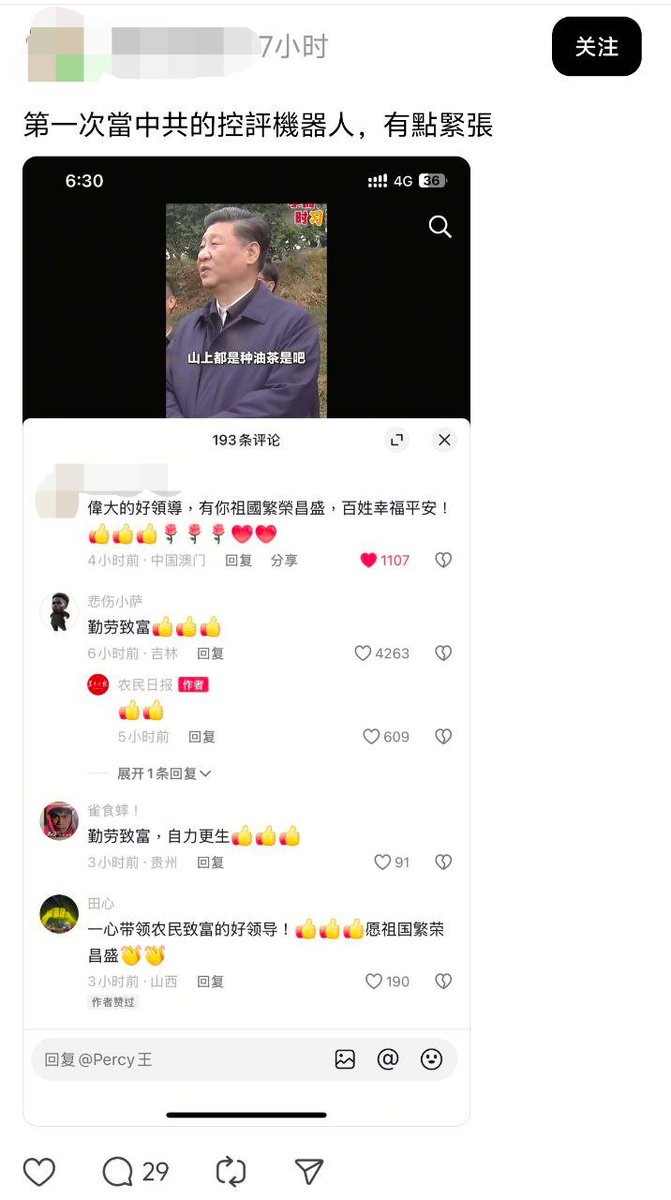 7小时
关注
第一次當中共的控評機器人，有點緊張
6:30
4G 36
时习
山上都是种油茶是吧
193条评论
偉大的好領導，有你祖國繁榮昌盛，百姓幸福平安！
👍👍👍🌹🌹🌹❤️❤️
4小时前·中国澳门 回复 分享 1107
悲伤小萨
勤劳致富👍👍👍
6小时前·吉林 回复 4263
农民日报 作者
👍👍
5小时前 回复 609
展开1条回复
雀食蟀！
勤劳致富，自力更生👍👍👍
3小时前·贵州 回复 91
田心
一心带领农民致富的好领导！👍👍👍愿祖国繁荣
昌盛👏👏
3小时前·山西 回复 190
作者赞过
回复 @Percy王
29